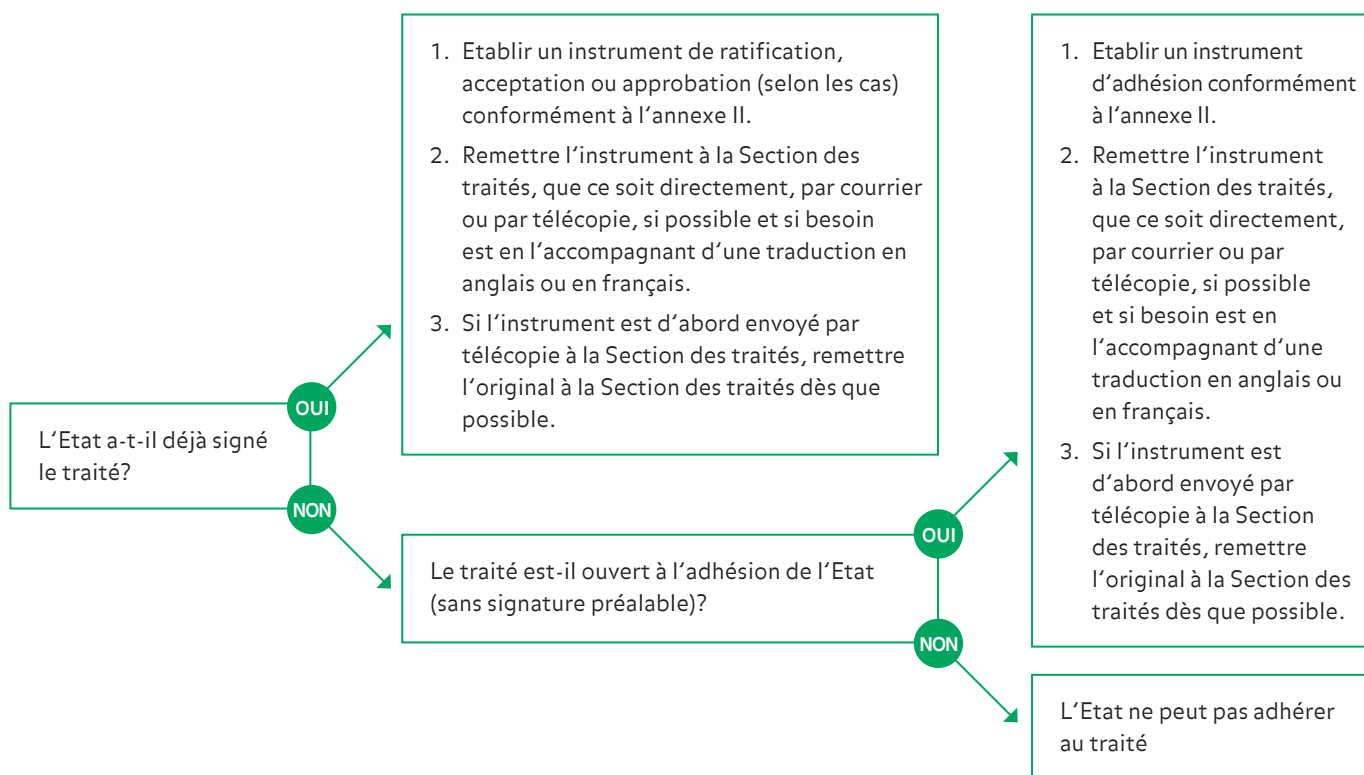 L'Etat a-t-il déjà signé
le traité?
OUI
NON
1. Etablir un instrument de ratification,
acceptation ou approbation (selon les cas)
conformément à l'annexe II.
2. Remettre l'instrument à la Section des
traités, que ce soit directement, par courrier
ou par télécopie, si possible et si besoin
est en l'accompagnant d'une traduction en
anglais ou en français.
3. Si l'instrument est d'abord envoyé par
télécopie à la Section des traités, remettre
l'original à la Section des traités dès que
possible.
Le traité est-il ouvert à l'adhésion de l'Etat
(sans signature préalable)?
OUI
NON
1. Etablir un instrument
d'adhésion conformément
à l'annexe II.
2. Remettre l'instrument
à la Section des traités,
que ce soit directement,
par courrier ou par
télécopie, si possible
et si besoin est en
l'accompagnant d'une
traduction en anglais ou
en français.
3. Si l'instrument est
d'abord envoyé par
télécopie à la Section
des traités, remettre
l'original à la Section des
traités dès que possible.
L'Etat ne peut pas adhérer
au traité